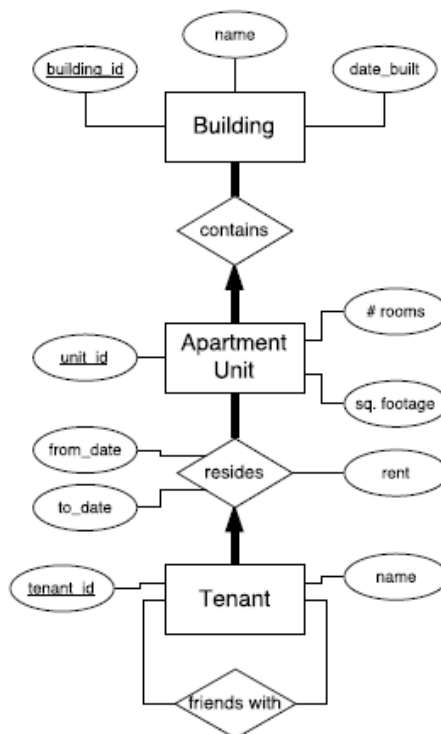 name
building_id
date_built
Building
contains
# rooms
Apartment
Unit
unit_id
sq. footage
from_date
resides
rent
to_date
tenant_id
name
Tenant
friends with